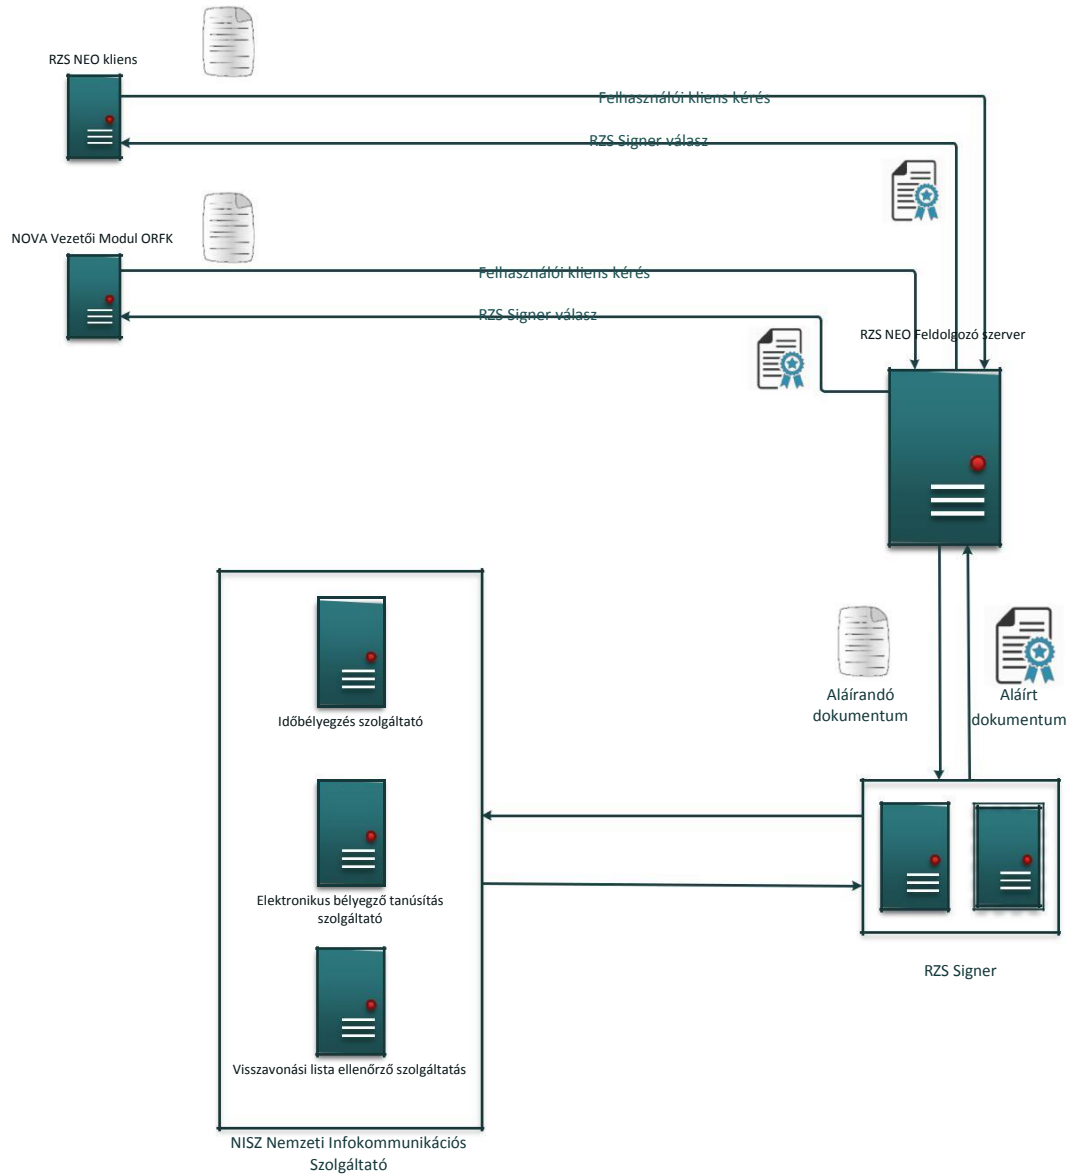 RZS NEO kliens
Felhasználói kliens kérés
RZS Signer válasz
NOVA Vezetői Modul ORFK
Felhasználói kliens kérés
RZS Signer válasz
RZS NEO Feldolgozó szerver
Aláírandó
dokumentum
Aláírt
dokumentum
Időbélyegzés szolgáltató
Elektronikus bélyegző tanúsítás
szolgáltató
Visszavonási lista ellenőrző szolgáltatás
RZS Signer
NISZ Nemzeti Infokommunikációs
Szolgáltató